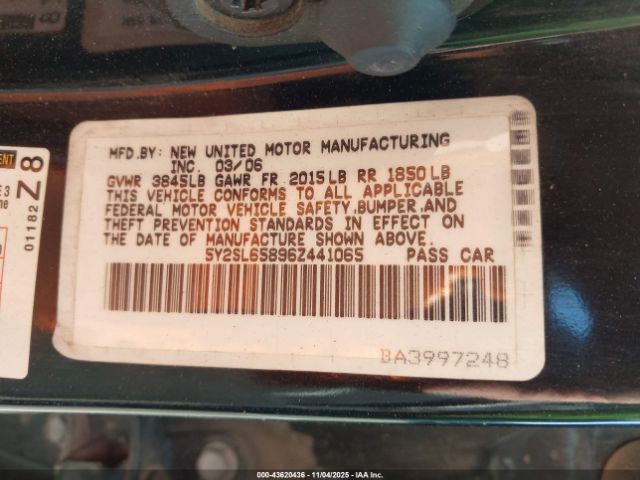 MFD.BY: NEW UNITED MOTOR MANUFACTURING
INC. 03/06
GVWR 3845LB GAWR FR 2015LB RR 1850LB
THIS VEHICLE CONFORMS TO ALL APPLICABLE
FEDERAL MOTOR VEHICLE SAFETY,BUMPER,AND
THEFT PREVENTION STANDARDS IN EFFECT ON
THE DATE OF MANUFACTURE SHOWN ABOVE.
5Y2SL65896Z441065 PASS CAR
BA3997248
01182 Z8
000-43620436 - 11/04/2025 - IAA Inc.